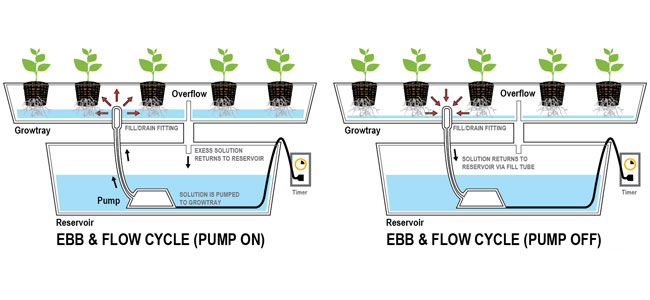 Overflow
Growtray
FILL/DRAIN FITTING
EXESS SOLUTION
RETURNS TO RESERVOIR
SOLUTION IS PUMPED
TO GROWTRAY
Pump
Timer
Reservoir
EBB & FLOW CYCLE (PUMP ON)
Overflow
Growtray
FILL/DRAIN FITTING
SOLUTION RETURNS TO
RESERVOIR VIA FILL TUBE
Timer
Reservoir
EBB & FLOW CYCLE (PUMP OFF)